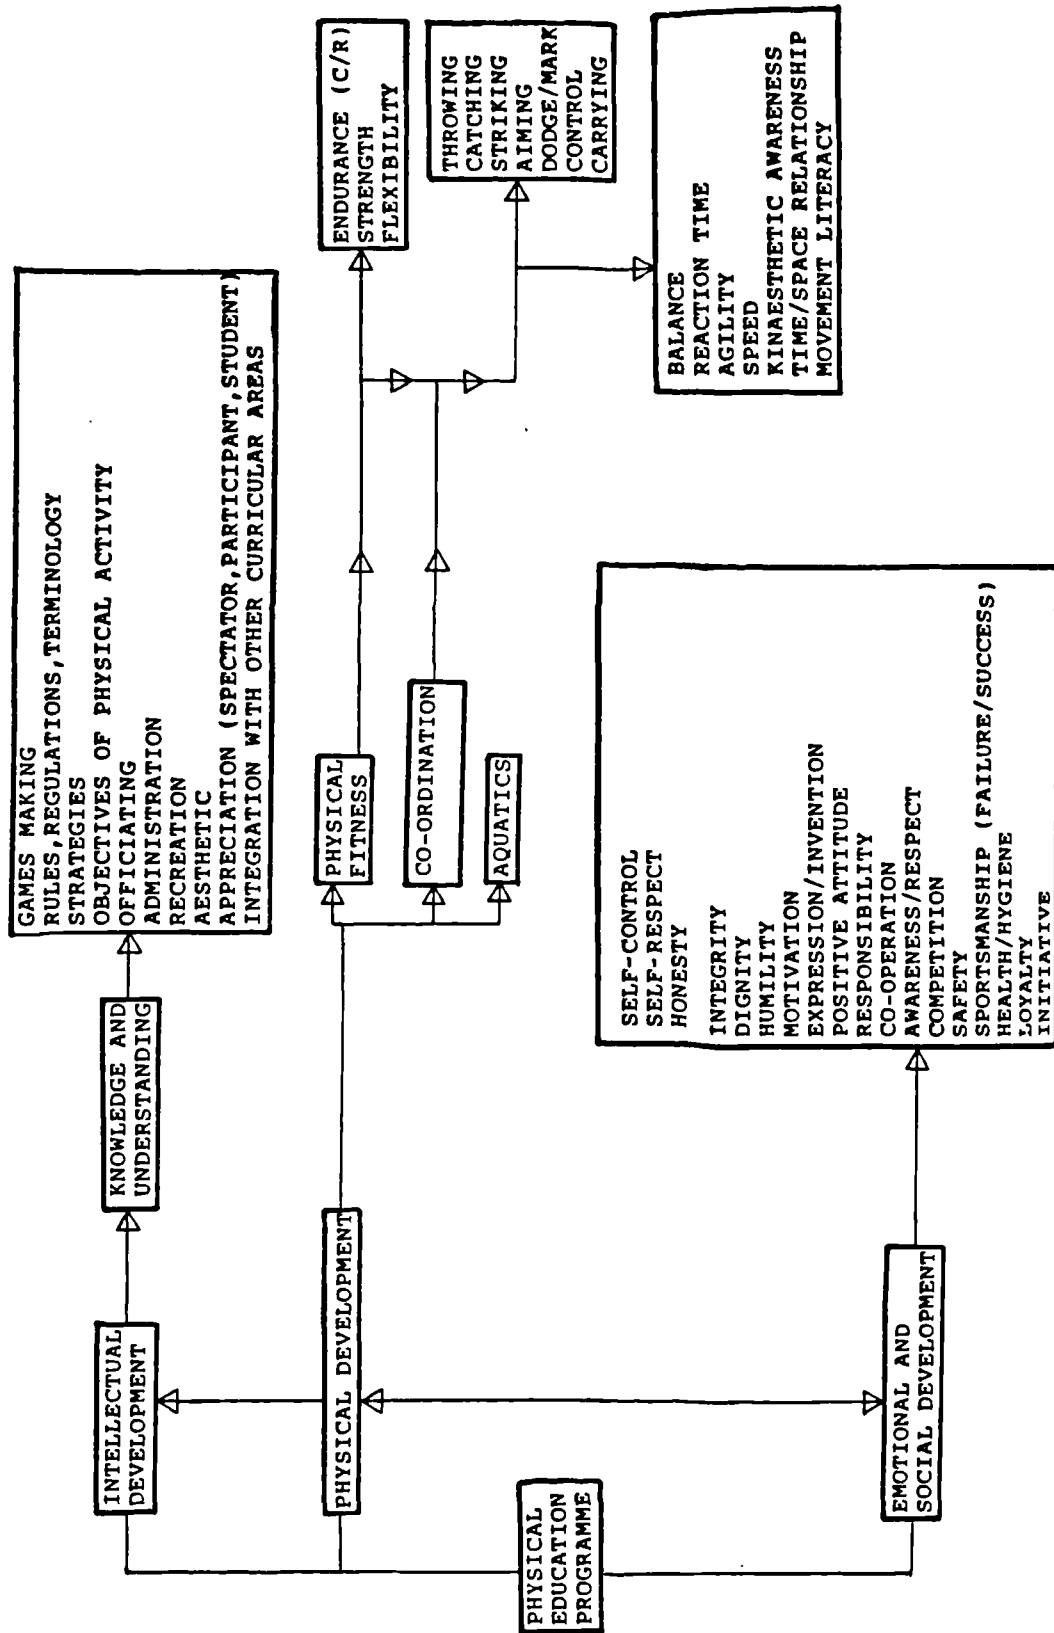 PHYSICAL
EDUCATION
PROGRAMME
INTELLECTUAL
DEVELOPMENT
PHYSICAL DEVELOPMENT
EMOTIONAL AND
SOCIAL DEVELOPMENT
KNOWLEDGE AND
UNDERSTANDING
GAMES MAKING
RULES,REGULATIONS,TERMINOLOGY
STRATEGIES
OBJECTIVES OF PHYSICAL ACTIVITY
OFFICIATING
ADMINISTRATION
RECREATION
AESTHETIC
APPRECIATION (SPECTATOR,PARTICIPANT,STUDENT)
INTEGRATION WITH OTHER CURRICULAR AREAS
PHYSICAL
FITNESS
CO-ORDINATION
AQUATICS
ENDURANCE (C/R)
STRENGTH
FLEXIBILITY
THROWING
CATCHING
STRIKING
AIMING
DODGE/MARK
CONTROL
CARRYING
BALANCE
REACTION TIME
AGILITY
SPEED
KINAESTHETIC AWARENESS
TIME/SPACE RELATIONSHIP
MOVEMENT LITERACY
SELF-CONTROL
SELF-RESPECT
HONESTY
INTEGRITY
DIGNITY
HUMILITY
MOTIVATION
EXPRESSION/INVENTION
POSITIVE ATTITUDE
RESPONSIBILITY
CO-OPERATION
AWARENESS/RESPECT
COMPETITION
SAFETY
SPORTSMANSHIP (FAILURE/SUCCESS)
HEALTH/HYGIENE
LOYALTY
INITIATIVE